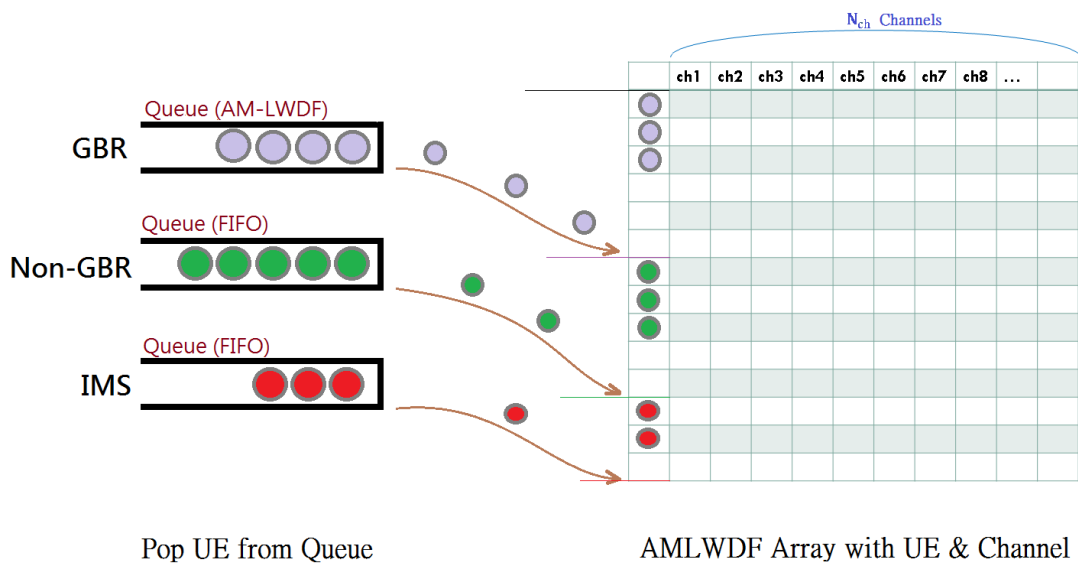 N_ch Channels
ch1 ch2 ch3 ch4 ch5 ch6 ch7 ch8 ...
Queue (AM-LWDF)
GBR
Queue (FIFO)
Non-GBR
Queue (FIFO)
IMS
Pop UE from Queue
AMLWDF Array with UE & Channel